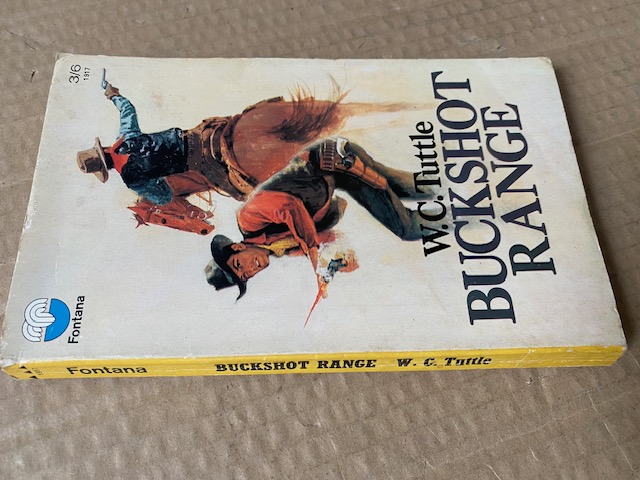 3/6
1917
W.C. Tuttle
BUCKSHOT
RANGE
Fontana
Fontana
BUCKSHOT RANGE W. C. Tuttle